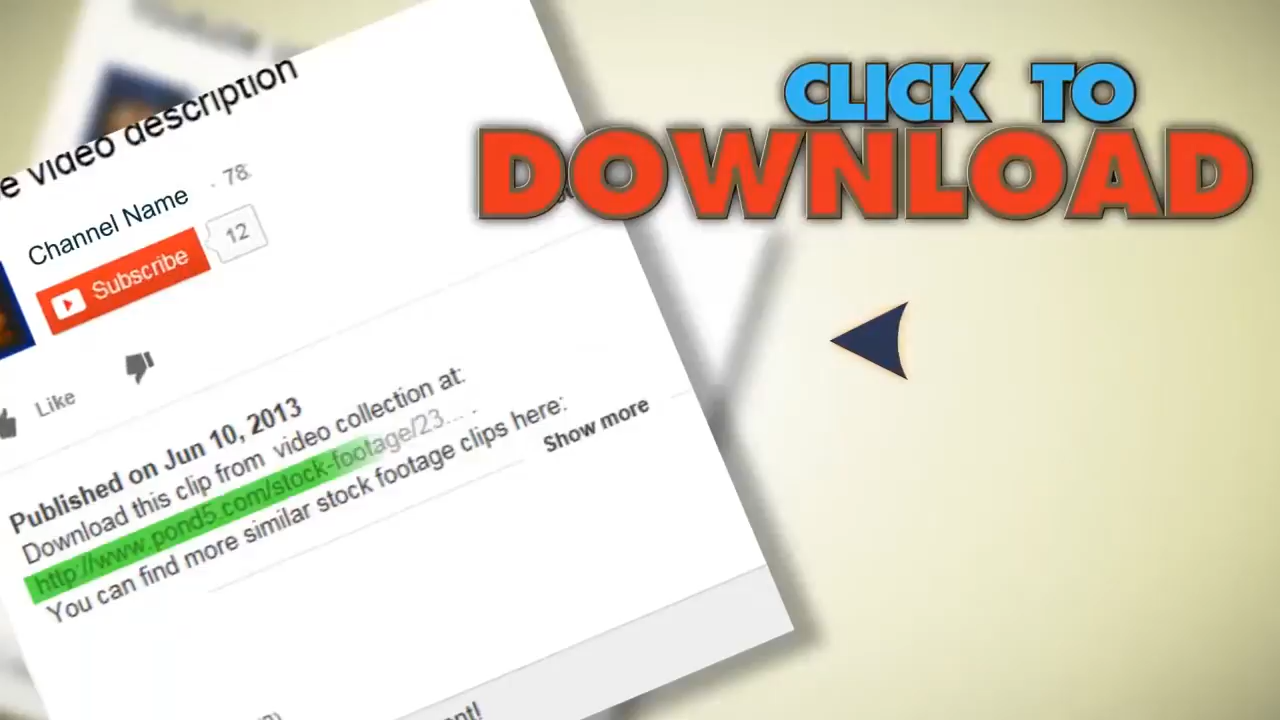 CLICK TO
DOWNLOAD
e video description
Channel Name
78
Subscribe
12
Like
Published on Jun 10, 2013
Download this clip from video collection at:
http://www.pond5.com/stock-footage/23...
You can find more similar stock footage clips here:
Show more